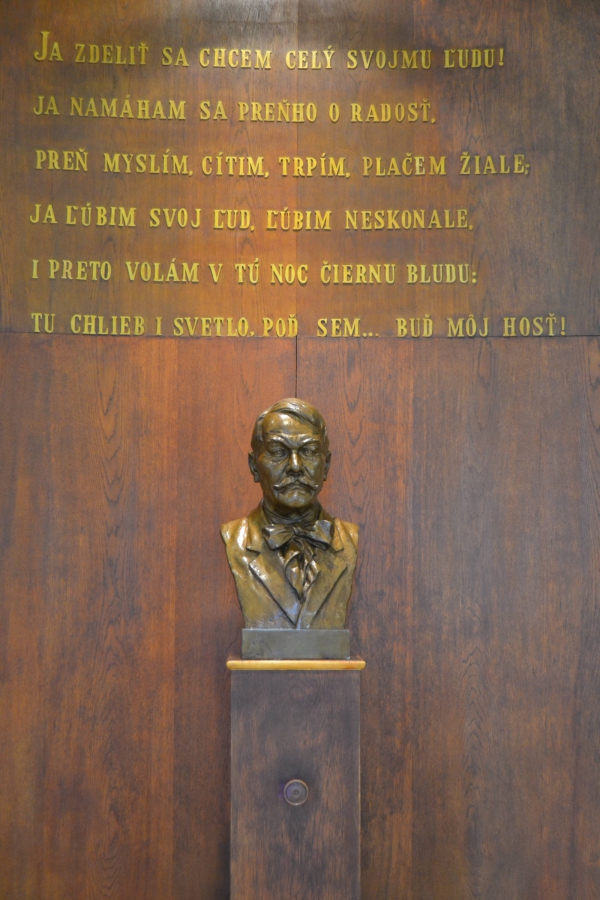 JA ZDELIŤ SA CHCEM CELÝ SVOJMU ĽUDU!
JA NAMÁHAM SA PREŇHO O RADOSŤ,
PREŇ MYSLÍM, CÍTIM, TRPÍM, PLAČEM ŽIALE;
JA ĽÚBIM SVOJ ĽUD, ĽÚBIM NESKONALE,
I PRETO VOLÁM V TÚ NOC ČIERNU BLUDU:
TU CHLIEB I SVETLO, POĎ SEM... BUĎ MÔJ HOSŤ!